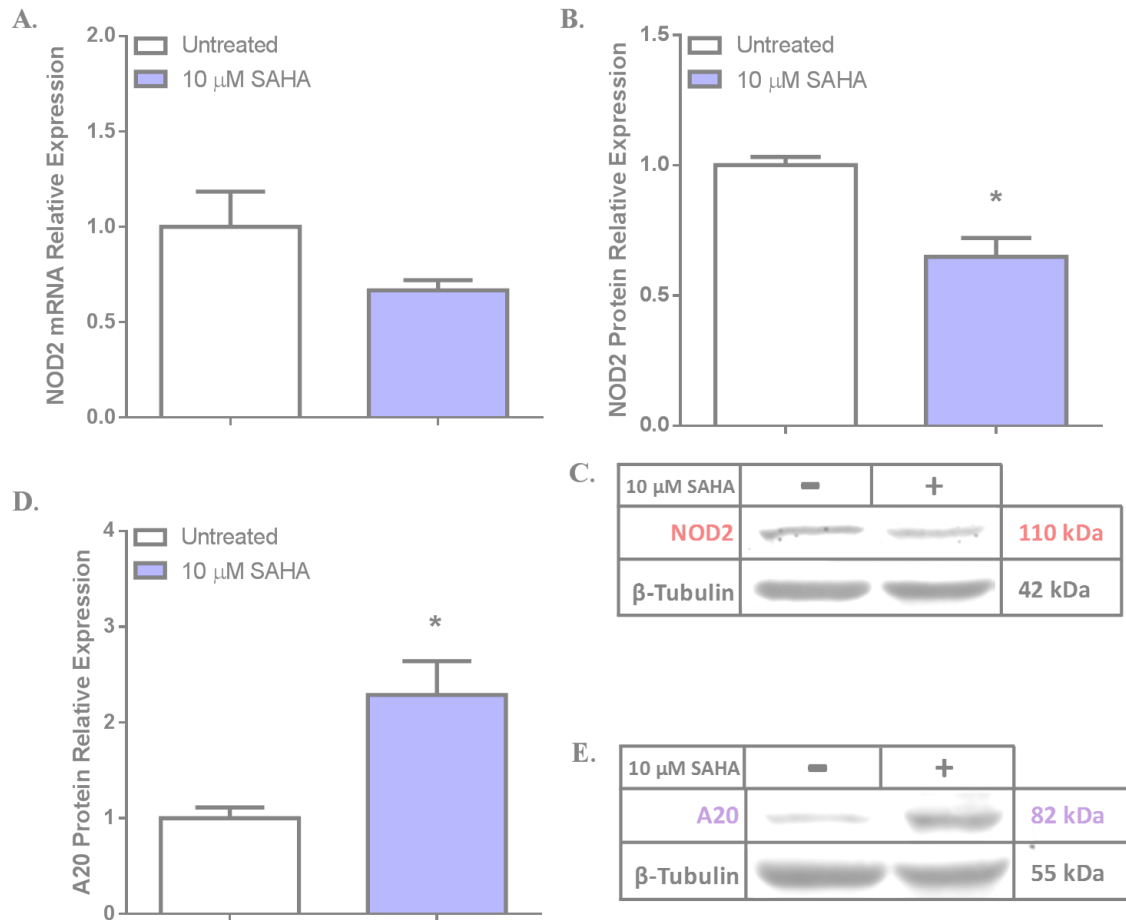 A.
2.0
1.5
1.0
0.5
0.0
NOD2 mRNA Relative Expression
Untreated
10 μM SAHA
B.
1.5
1.0
0.5
0.0
NOD2 Protein Relative Expression
Untreated
10 μM SAHA
*
C.
10 µM SAHA - +
NOD2 110 kDa
β-Tubulin 42 kDa
D.
4
3
2
1
0
A20 Protein Relative Expression
Untreated
10 μM SAHA
*
E.
10 µM SAHA - +
A20 82 kDa
β-Tubulin 55 kDa